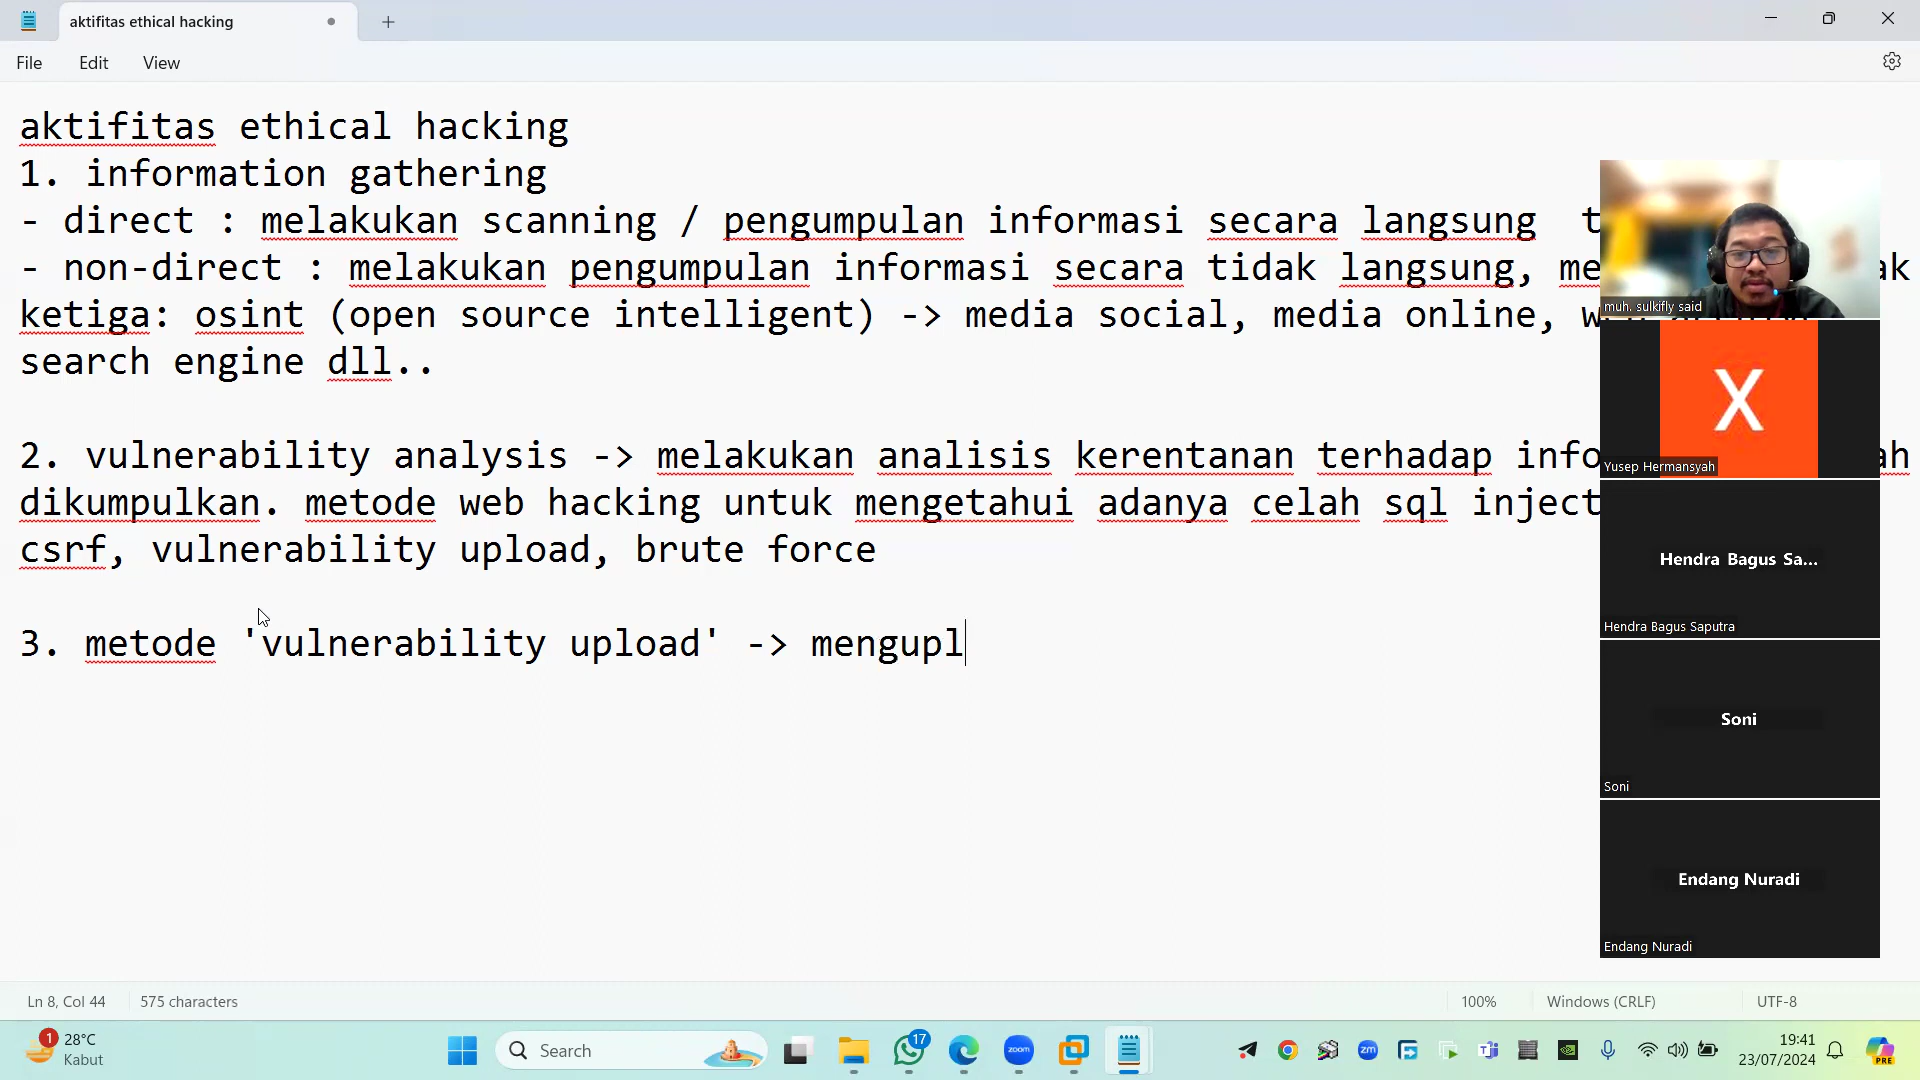 aktifitas ethical hacking
File Edit View
aktifitas ethical hacking
1. information gathering
- direct : melakukan scanning / pengumpulan informasi secara langsung
- non-direct : melakukan pengumpulan informasi secara tidak langsung,
ketiga: osint (open source intelligent) -> media social, media online,
search engine dll..
2. vulnerability analysis -> melakukan analisis kerentanan terhadap
dikumpulkan. metode web hacking untuk mengetahui adanya celah sql
csrf, vulnerability upload, brute force
3. metode 'vulnerability upload' -> mengupl
muh. sulkifly said
X
Yusep Hermansyah
Hendra Bagus Sa...
Hendra Bagus Saputra
Soni
Soni
Endang Nuradi
Endang Nuradi
Ln 8, Col 44 575 characters 100% Windows (CRLF) UTF-8
1 28°C
Kabut
Search
17
zoom
zm
19:41
23/07/2024
PRE